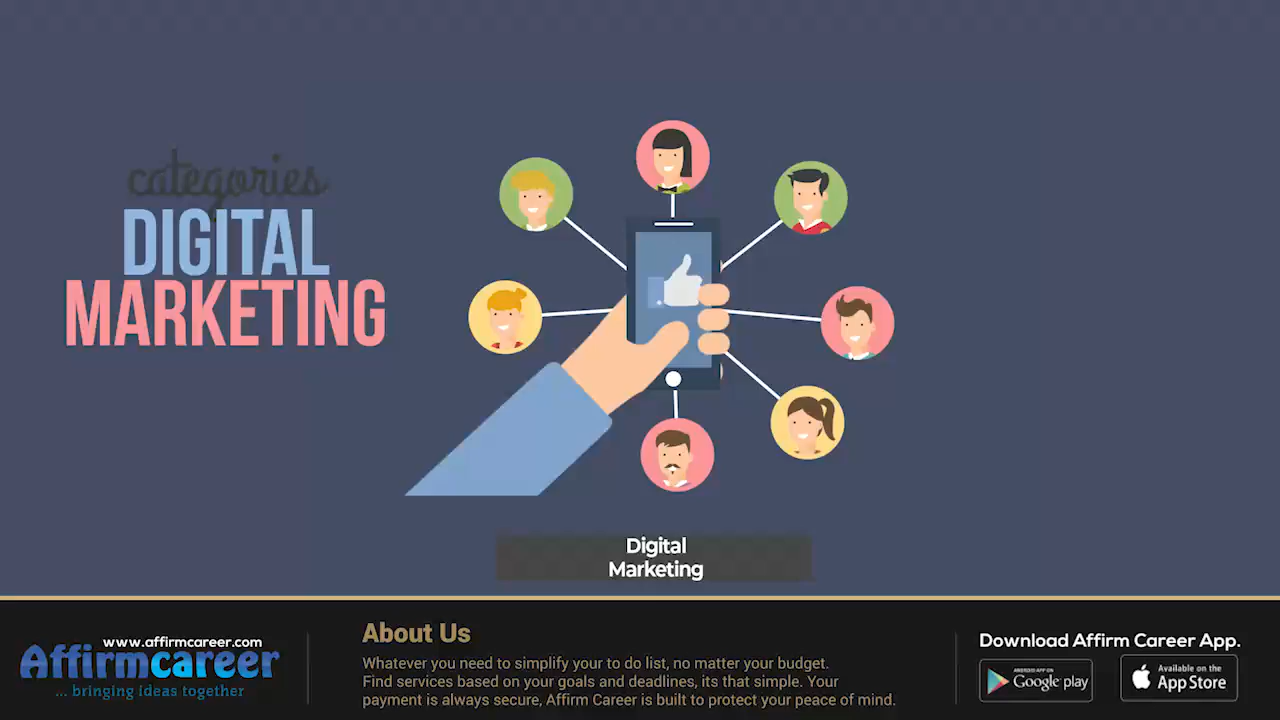 categories
DIGITAL
MARKETING
Digital
Marketing
www.affirmcareer.com
Affirmcareer
... bringing ideas together
About Us
Whatever you need to simplify your to do list, no matter your budget.
Find services based on your goals and deadlines, its that simple. Your
payment is always secure, Affirm Career is built to protect your peace of mind.
Download Affirm Career App.
ANDROID APP ON
Google play
Available on the
App Store